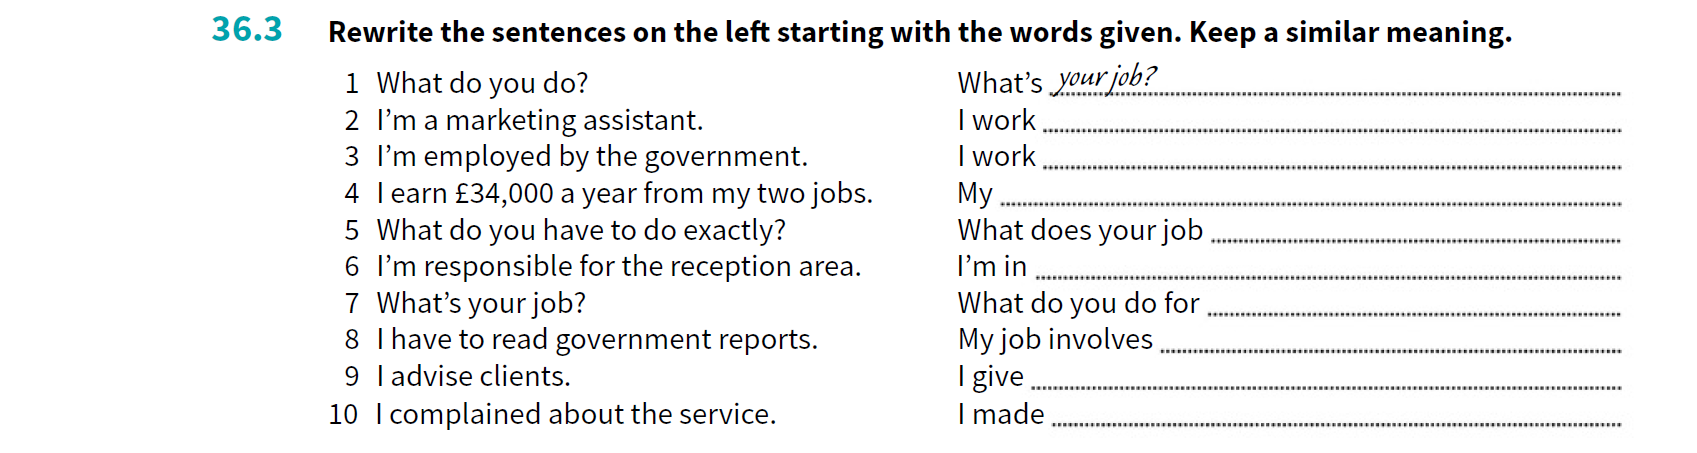 36.3 Rewrite the sentences on the left starting with the words given. Keep a similar meaning.
1 What do you do? What's your job?
2 I'm a marketing assistant. I work
3 I'm employed by the government. I work
4 I earn £34,000 a year from my two jobs. My
5 What do you have to do exactly? What does your job
6 I'm responsible for the reception area. I'm in
7 What's your job? What do you do for
8 I have to read government reports. My job involves
9 I advise clients. I give
10 I complained about the service. I made